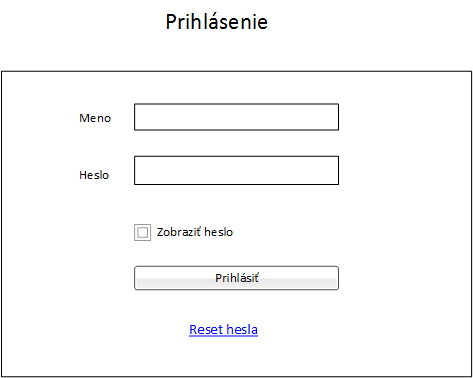 Prihlásenie
Meno
Heslo
Zobraziť heslo
Prihlásiť
Reset hesla